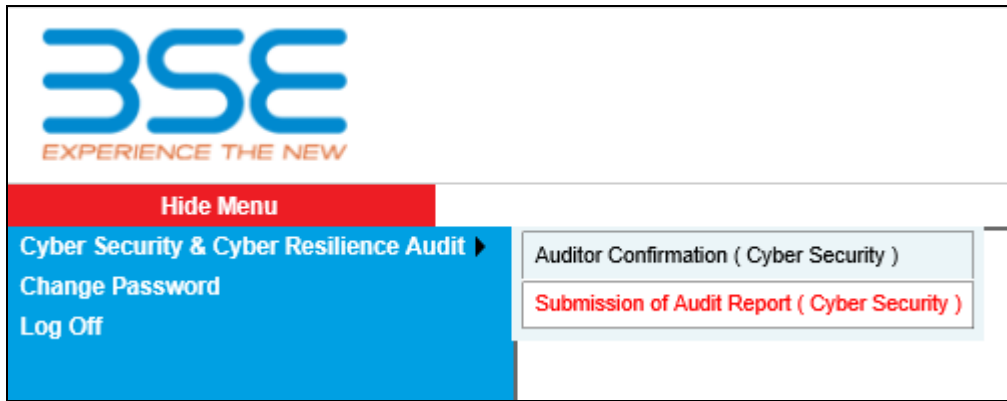 BSE
EXPERIENCE THE NEW
Hide Menu
Cyber Security & Cyber Resilience Audit
Change Password
Log Off
Auditor Confirmation ( Cyber Security )
Submission of Audit Report ( Cyber Security )